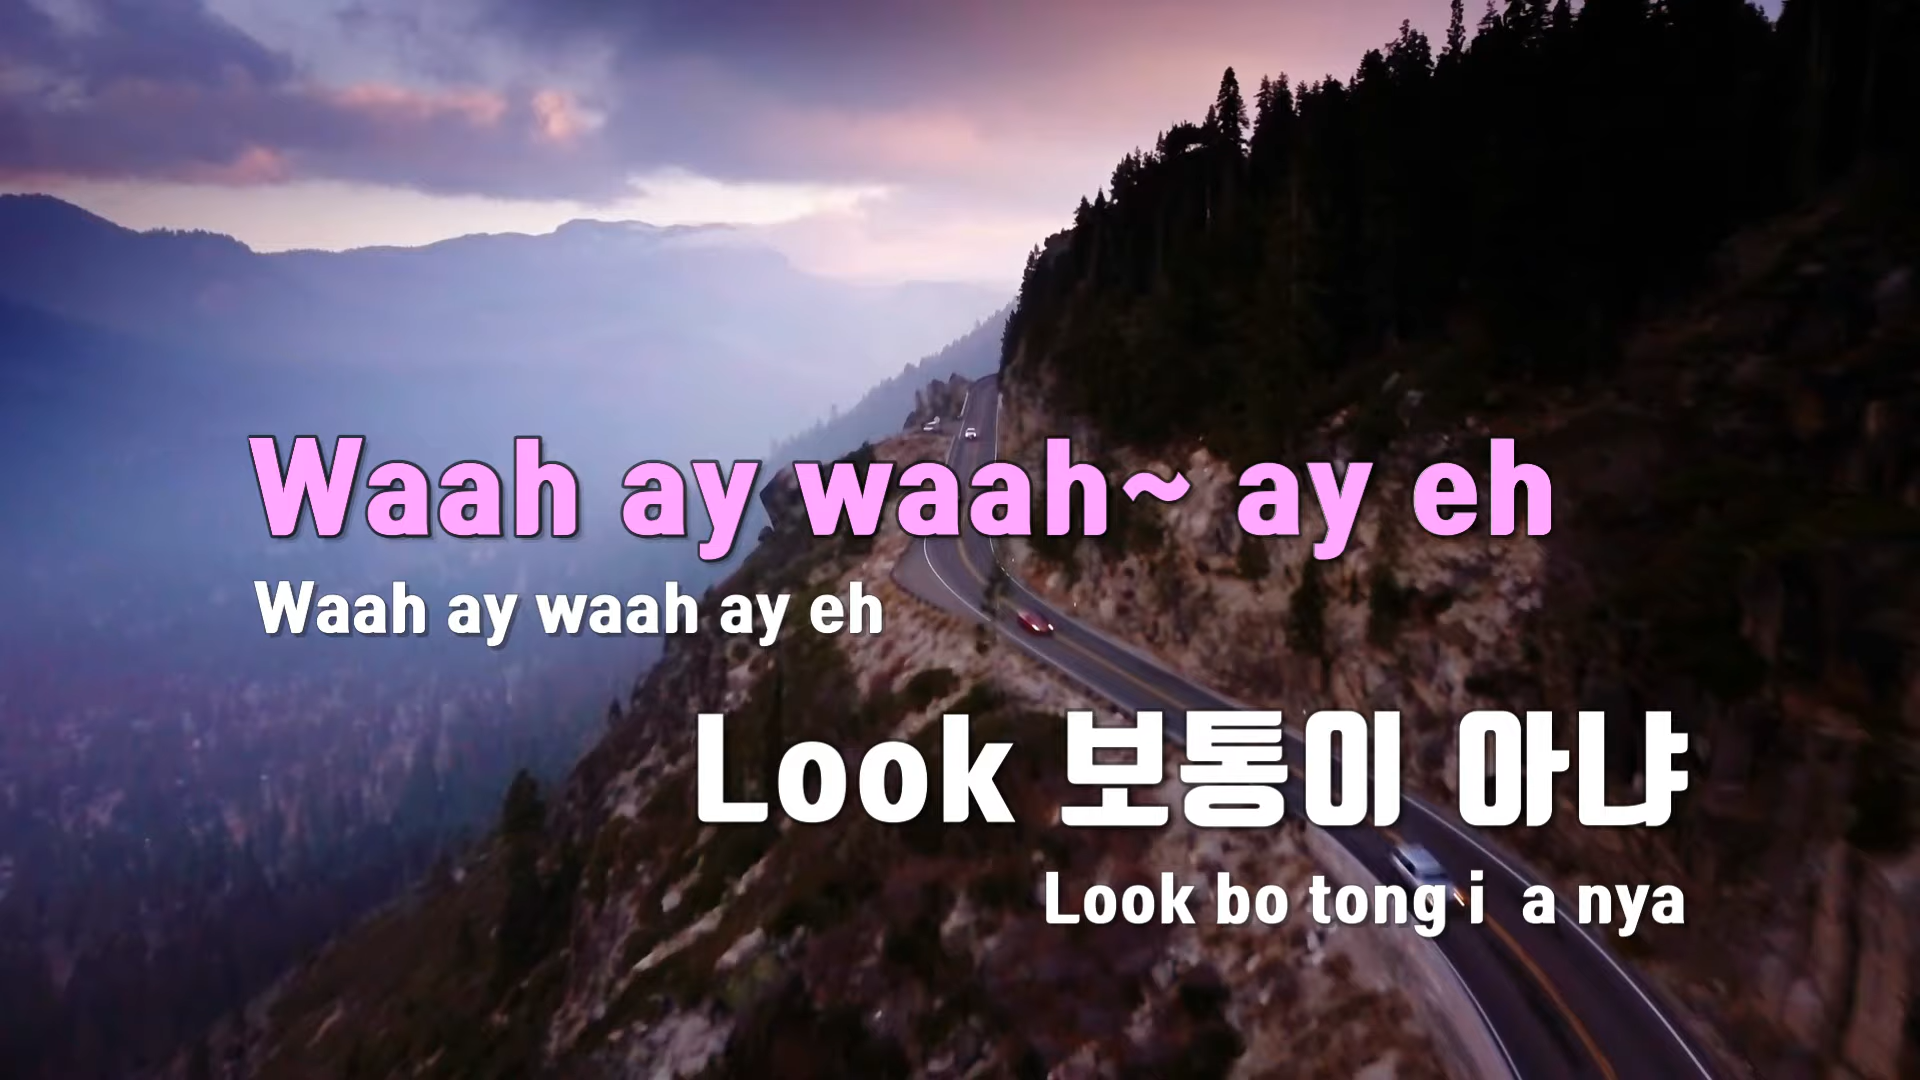 Waah ay waah~ ay eh
Waah ay waah ay eh
Look 보통이 아냐
Look bo tong i  a nya